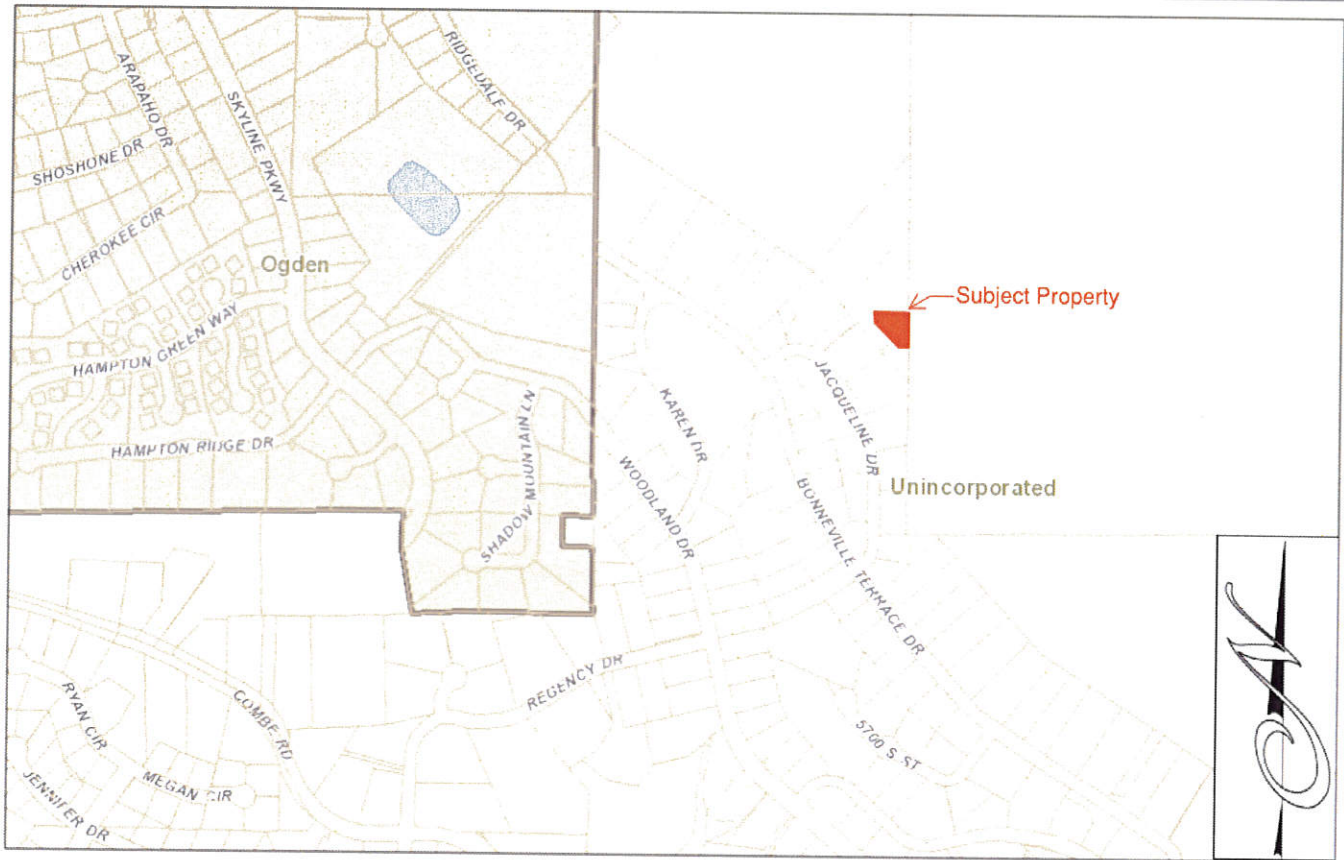 RIDGEDALE DR
ARAPAHO DR
SKYLINE PKWY
SHOSHONE DR
CHEROKEE CIR
Ogden
Subject Property
HAMPTON GREEN WAY
JACQUELINE DR
KAREN DR
HAMPTON RIDGE DR
SHADOW MOUNTAIN LN
WOODLAND DR
Unincorporated
BONNEVILLE TERRACE DR
REGENCY DR
COMBE RD
RYAN CIR
5700 S ST
MEGAN CIR
JENNIFER DR
N